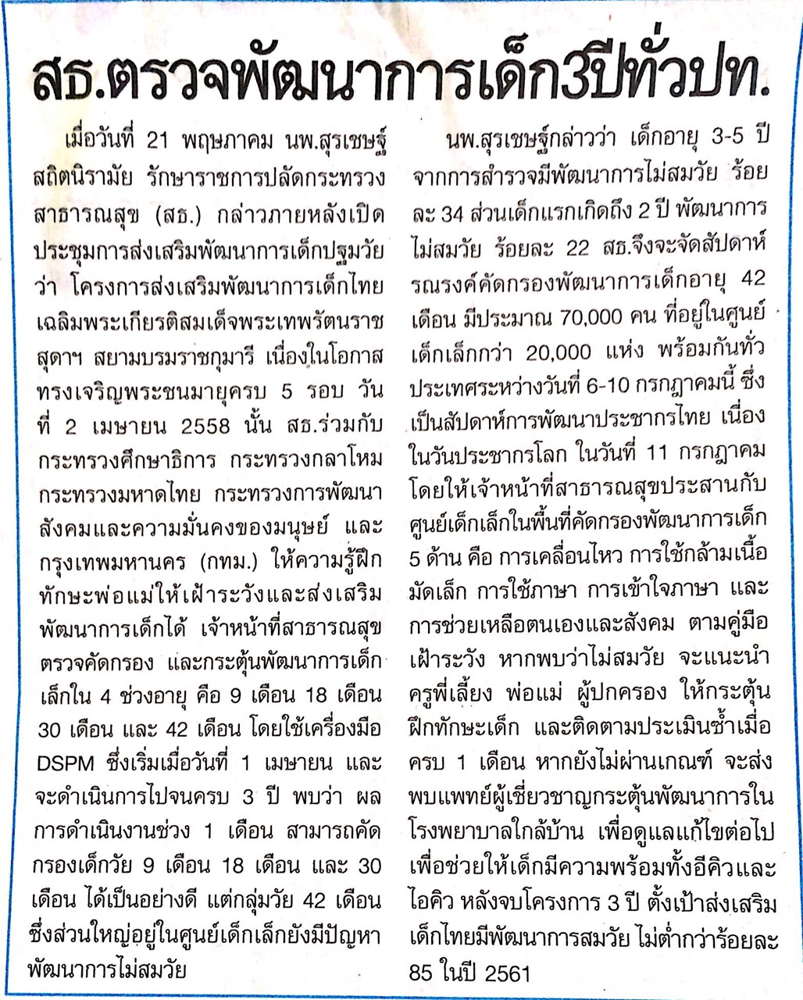 สธ.ตรวจพัฒนาการเด็ก3ปีทั่วปท.
เมื่อวันที่ 21 พฤษภาคม นพ.สุรเชษฐ์
สถิตนิรามัย รักษาราชการปลัดกระทรวง
สาธารณสุข (สธ.) กล่าวภายหลังเปิด
ประชุมการส่งเสริมพัฒนาการเด็กปฐมวัย
ว่า โครงการส่งเสริมพัฒนาการเด็กไทย
เฉลิมพระเกียรติสมเด็จพระเทพรัตนราช
สุดาฯ สยามบรมราชกุมารี เนื่องในโอกาส
ทรงเจริญพระชนมายุครบ 5 รอบ วัน
ที่ 2 เมษายน 2558 นั้น สธ.ร่วมกับ
กระทรวงศึกษาธิการ กระทรวงกลาโหม
กระทรวงมหาดไทย กระทรวงการพัฒนา
สังคมและความมั่นคงของมนุษย์ และ
กรุงเทพมหานคร (กทม.) ให้ความรู้ฝึก
ทักษะพ่อแม่ให้เฝ้าระวังและส่งเสริม
พัฒนาการเด็กได้ เจ้าหน้าที่สาธารณสุข
ตรวจคัดกรอง และกระตุ้นพัฒนาการเด็ก
เล็กใน 4 ช่วงอายุ คือ 9 เดือน 18 เดือน
30 เดือน และ 42 เดือน โดยใช้เครื่องมือ
DSPM ซึ่งเริ่มเมื่อวันที่ 1 เมษายน และ
จะดำเนินการไปจนครบ 3 ปี พบว่า ผล
การดำเนินงานช่วง 1 เดือน สามารถคัด
กรองเด็กวัย 9 เดือน 18 เดือน และ 30
เดือน ได้เป็นอย่างดี แต่กลุ่มวัย 42 เดือน
ซึ่งส่วนใหญ่อยู่ในศูนย์เด็กเล็กยังมีปัญหา
พัฒนาการไม่สมวัย
นพ.สุรเชษฐ์กล่าวว่า เด็กอายุ 3-5 ปี
จากการสำรวจมีพัฒนาการไม่สมวัย ร้อย
ละ 34 ส่วนเด็กแรกเกิดถึง 2 ปี พัฒนาการ
ไม่สมวัย ร้อยละ 22 สธ.จึงจะจัดสัปดาห์
รณรงค์คัดกรองพัฒนาการเด็กอายุ 42
เดือน มีประมาณ 70,000 คน ที่อยู่ในศูนย์
เด็กเล็กกว่า 20,000 แห่ง พร้อมกันทั่ว
ประเทศระหว่างวันที่ 6-10 กรกฎาคมนี้ ซึ่ง
เป็นสัปดาห์การพัฒนาประชากรไทย เนื่อง
ในวันประชากรโลก ในวันที่ 11 กรกฎาคม
โดยให้เจ้าหน้าที่สาธารณสุขประสานกับ
ศูนย์เด็กเล็กในพื้นที่คัดกรองพัฒนาการเด็ก
5 ด้าน คือ การเคลื่อนไหว การใช้กล้ามเนื้อ
มัดเล็ก การใช้ภาษา การเข้าใจภาษา และ
การช่วยเหลือตนเองและสังคม ตามคู่มือ
เฝ้าระวัง หากพบว่าไม่สมวัย จะแนะนำ
ครูพี่เลี้ยง พ่อแม่ ผู้ปกครอง ให้กระตุ้น
ฝึกทักษะเด็ก และติดตามประเมินซ้ำเมื่อ
ครบ 1 เดือน หากยังไม่ผ่านเกณฑ์ จะส่ง
พบแพทย์ผู้เชี่ยวชาญกระตุ้นพัฒนาการใน
โรงพยาบาลใกล้บ้าน เพื่อดูแลแก้ไขต่อไป
เพื่อช่วยให้เด็กมีความพร้อมทั้งอีคิวและ
ไอคิว หลังจบโครงการ 3 ปี ตั้งเป้าส่งเสริม
เด็กไทยมีพัฒนาการสมวัย ไม่ต่ำกว่าร้อยละ
85 ในปี 2561